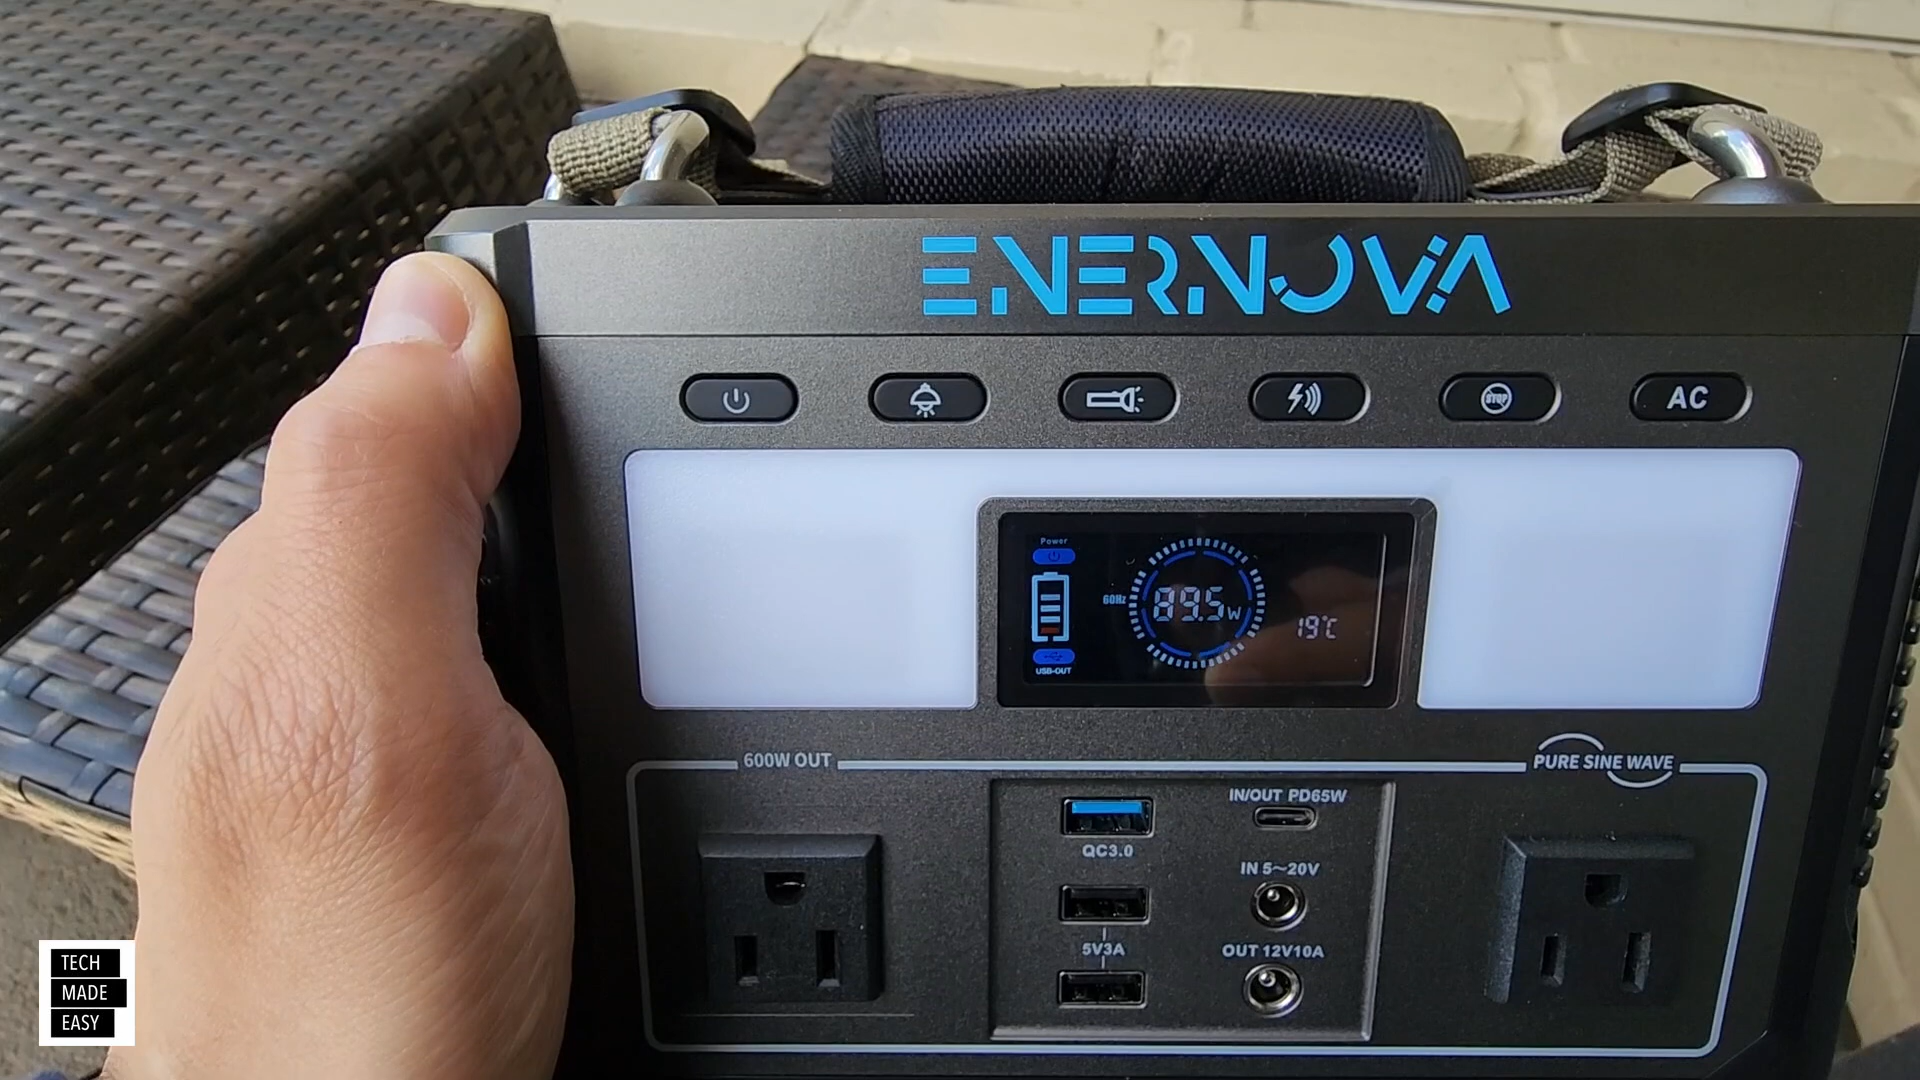 ENERNOVA
AC
STOP
Power
60Hz
89.5w
19°C
USB-OUT
600W OUT
PURE SINE WAVE
IN/OUT PD65W
QC3.0
IN 5~20V
5V3A
OUT 12V10A
TECH
MADE
EASY